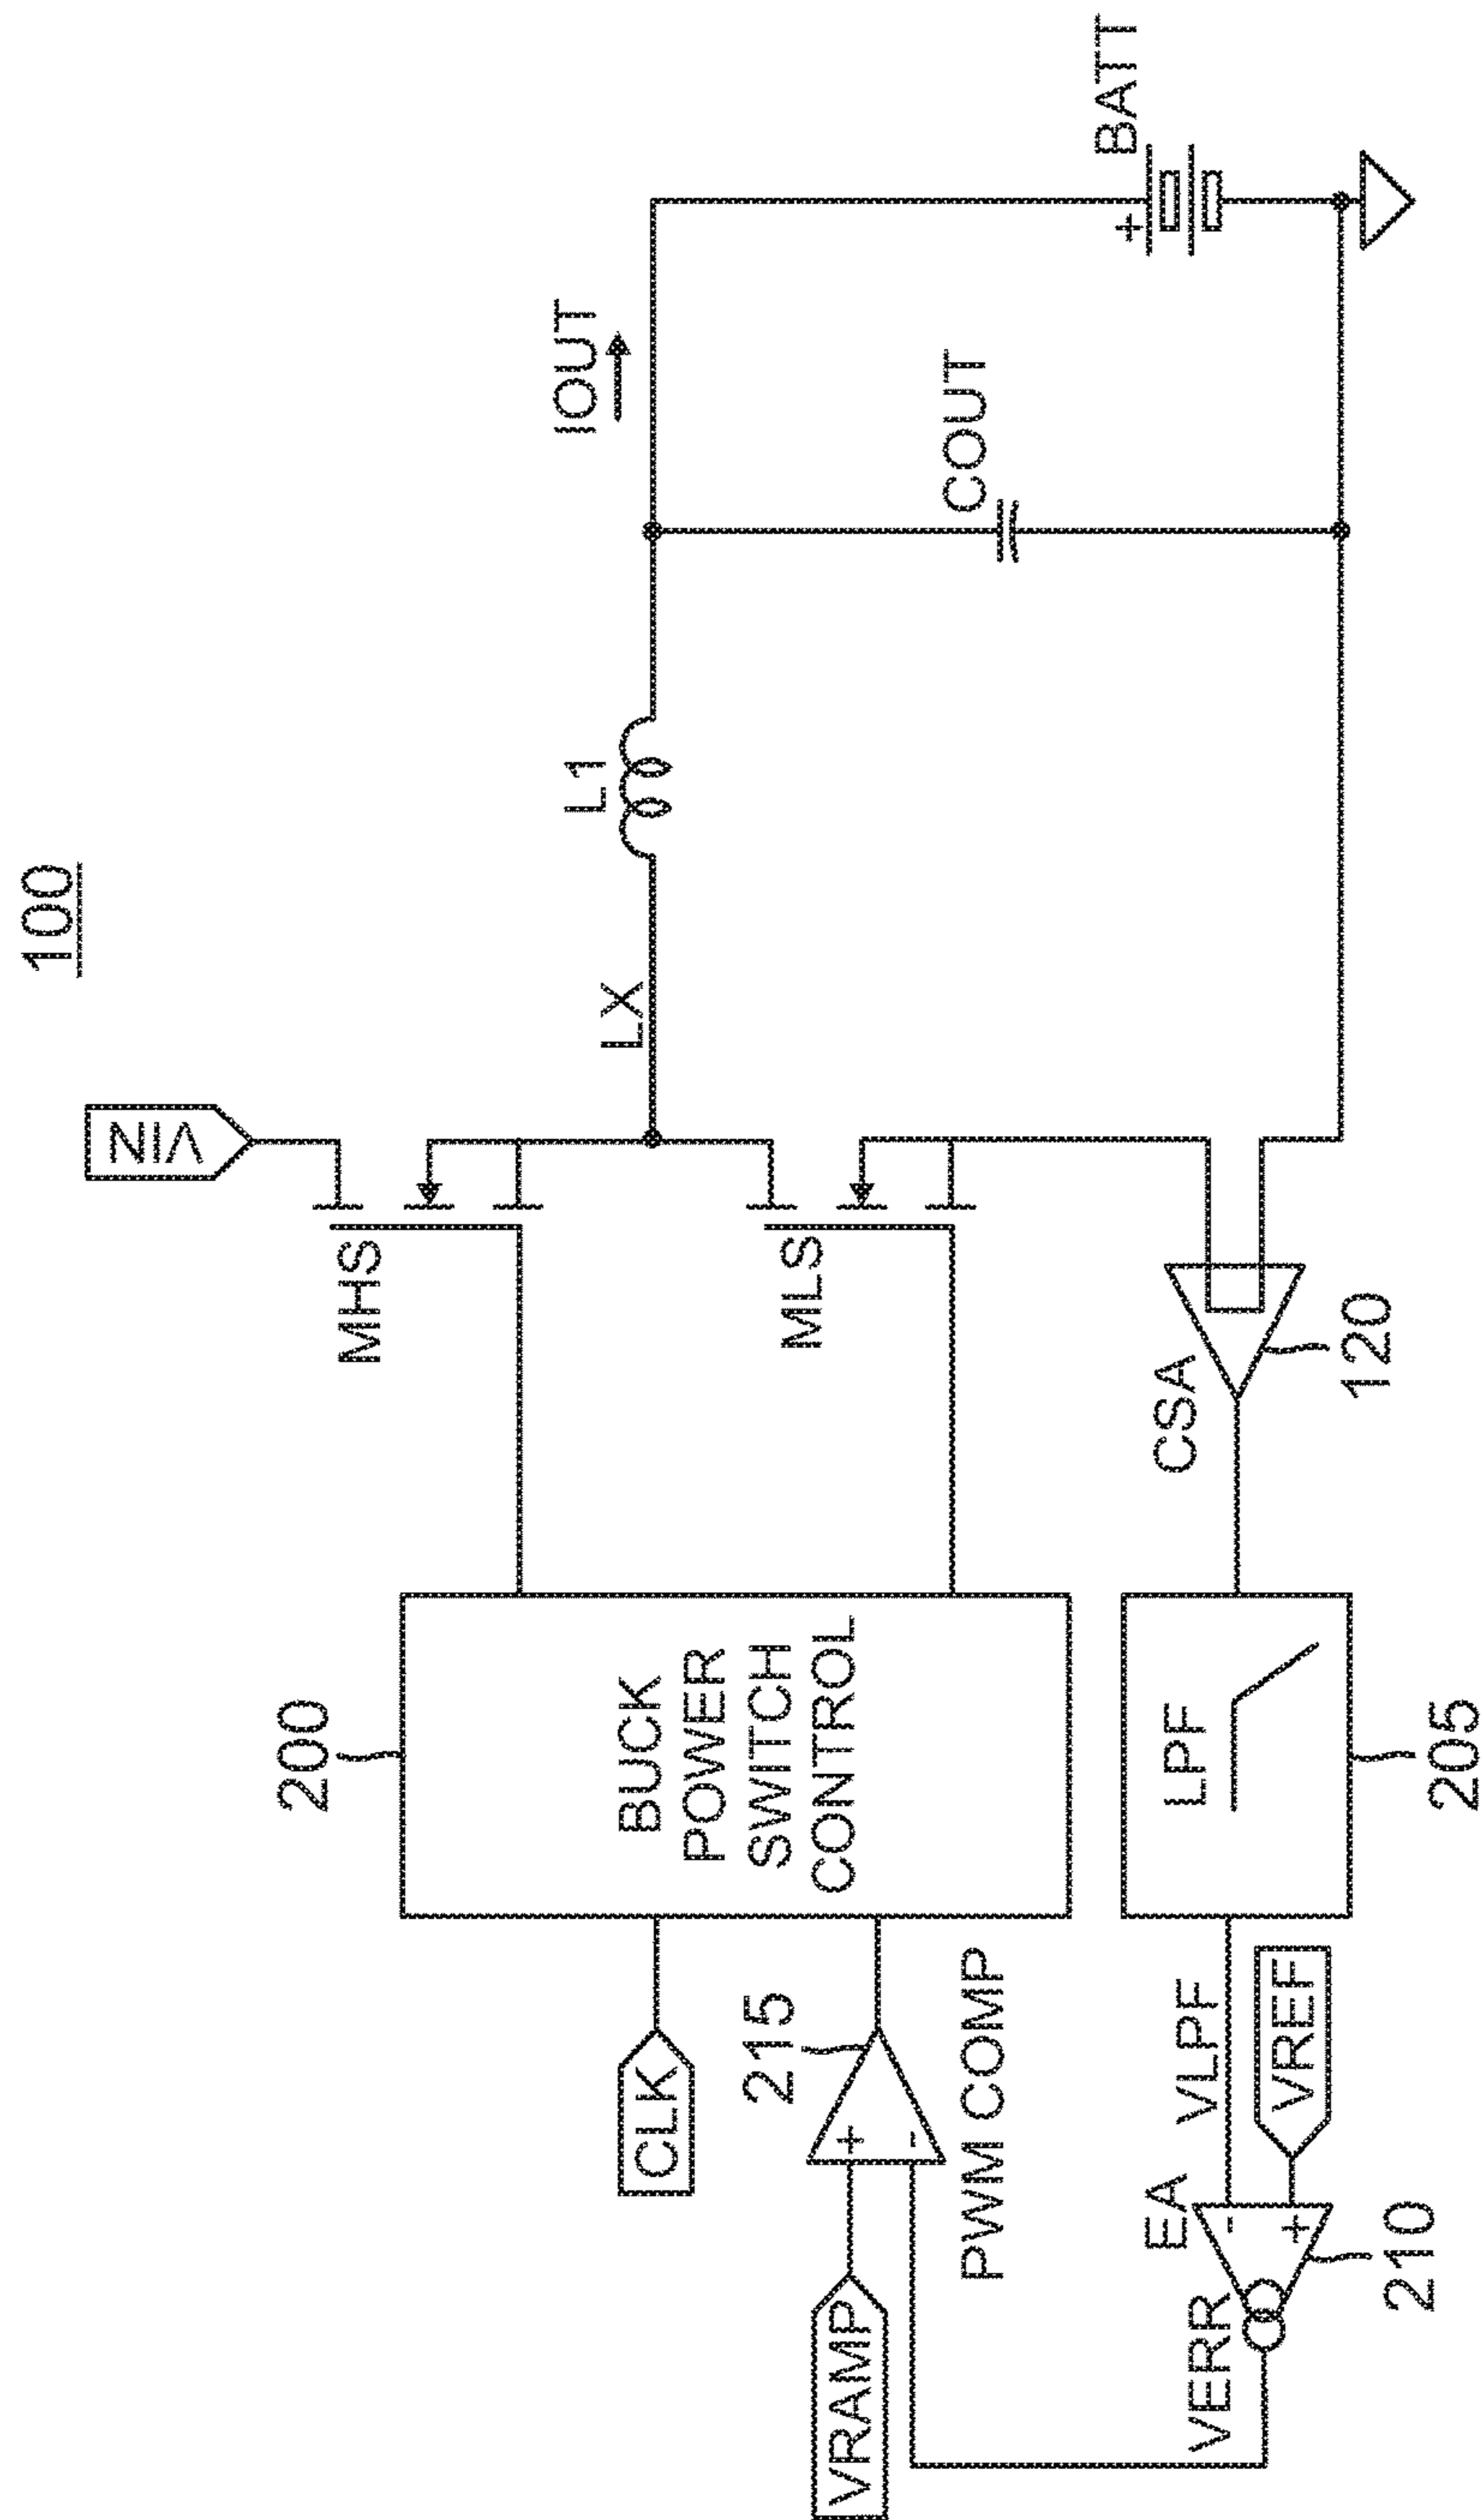 100
VIN
MHS
LX
L1
IOUT
COUT
BATT
+
MLS
200
BUCK
POWER
SWITCH
CONTROL
CLK
215
VRAMP
+
-
PWM COMP
CSA
120
LPF
205
VLPF
VREF
EA
-
+
VERR
210